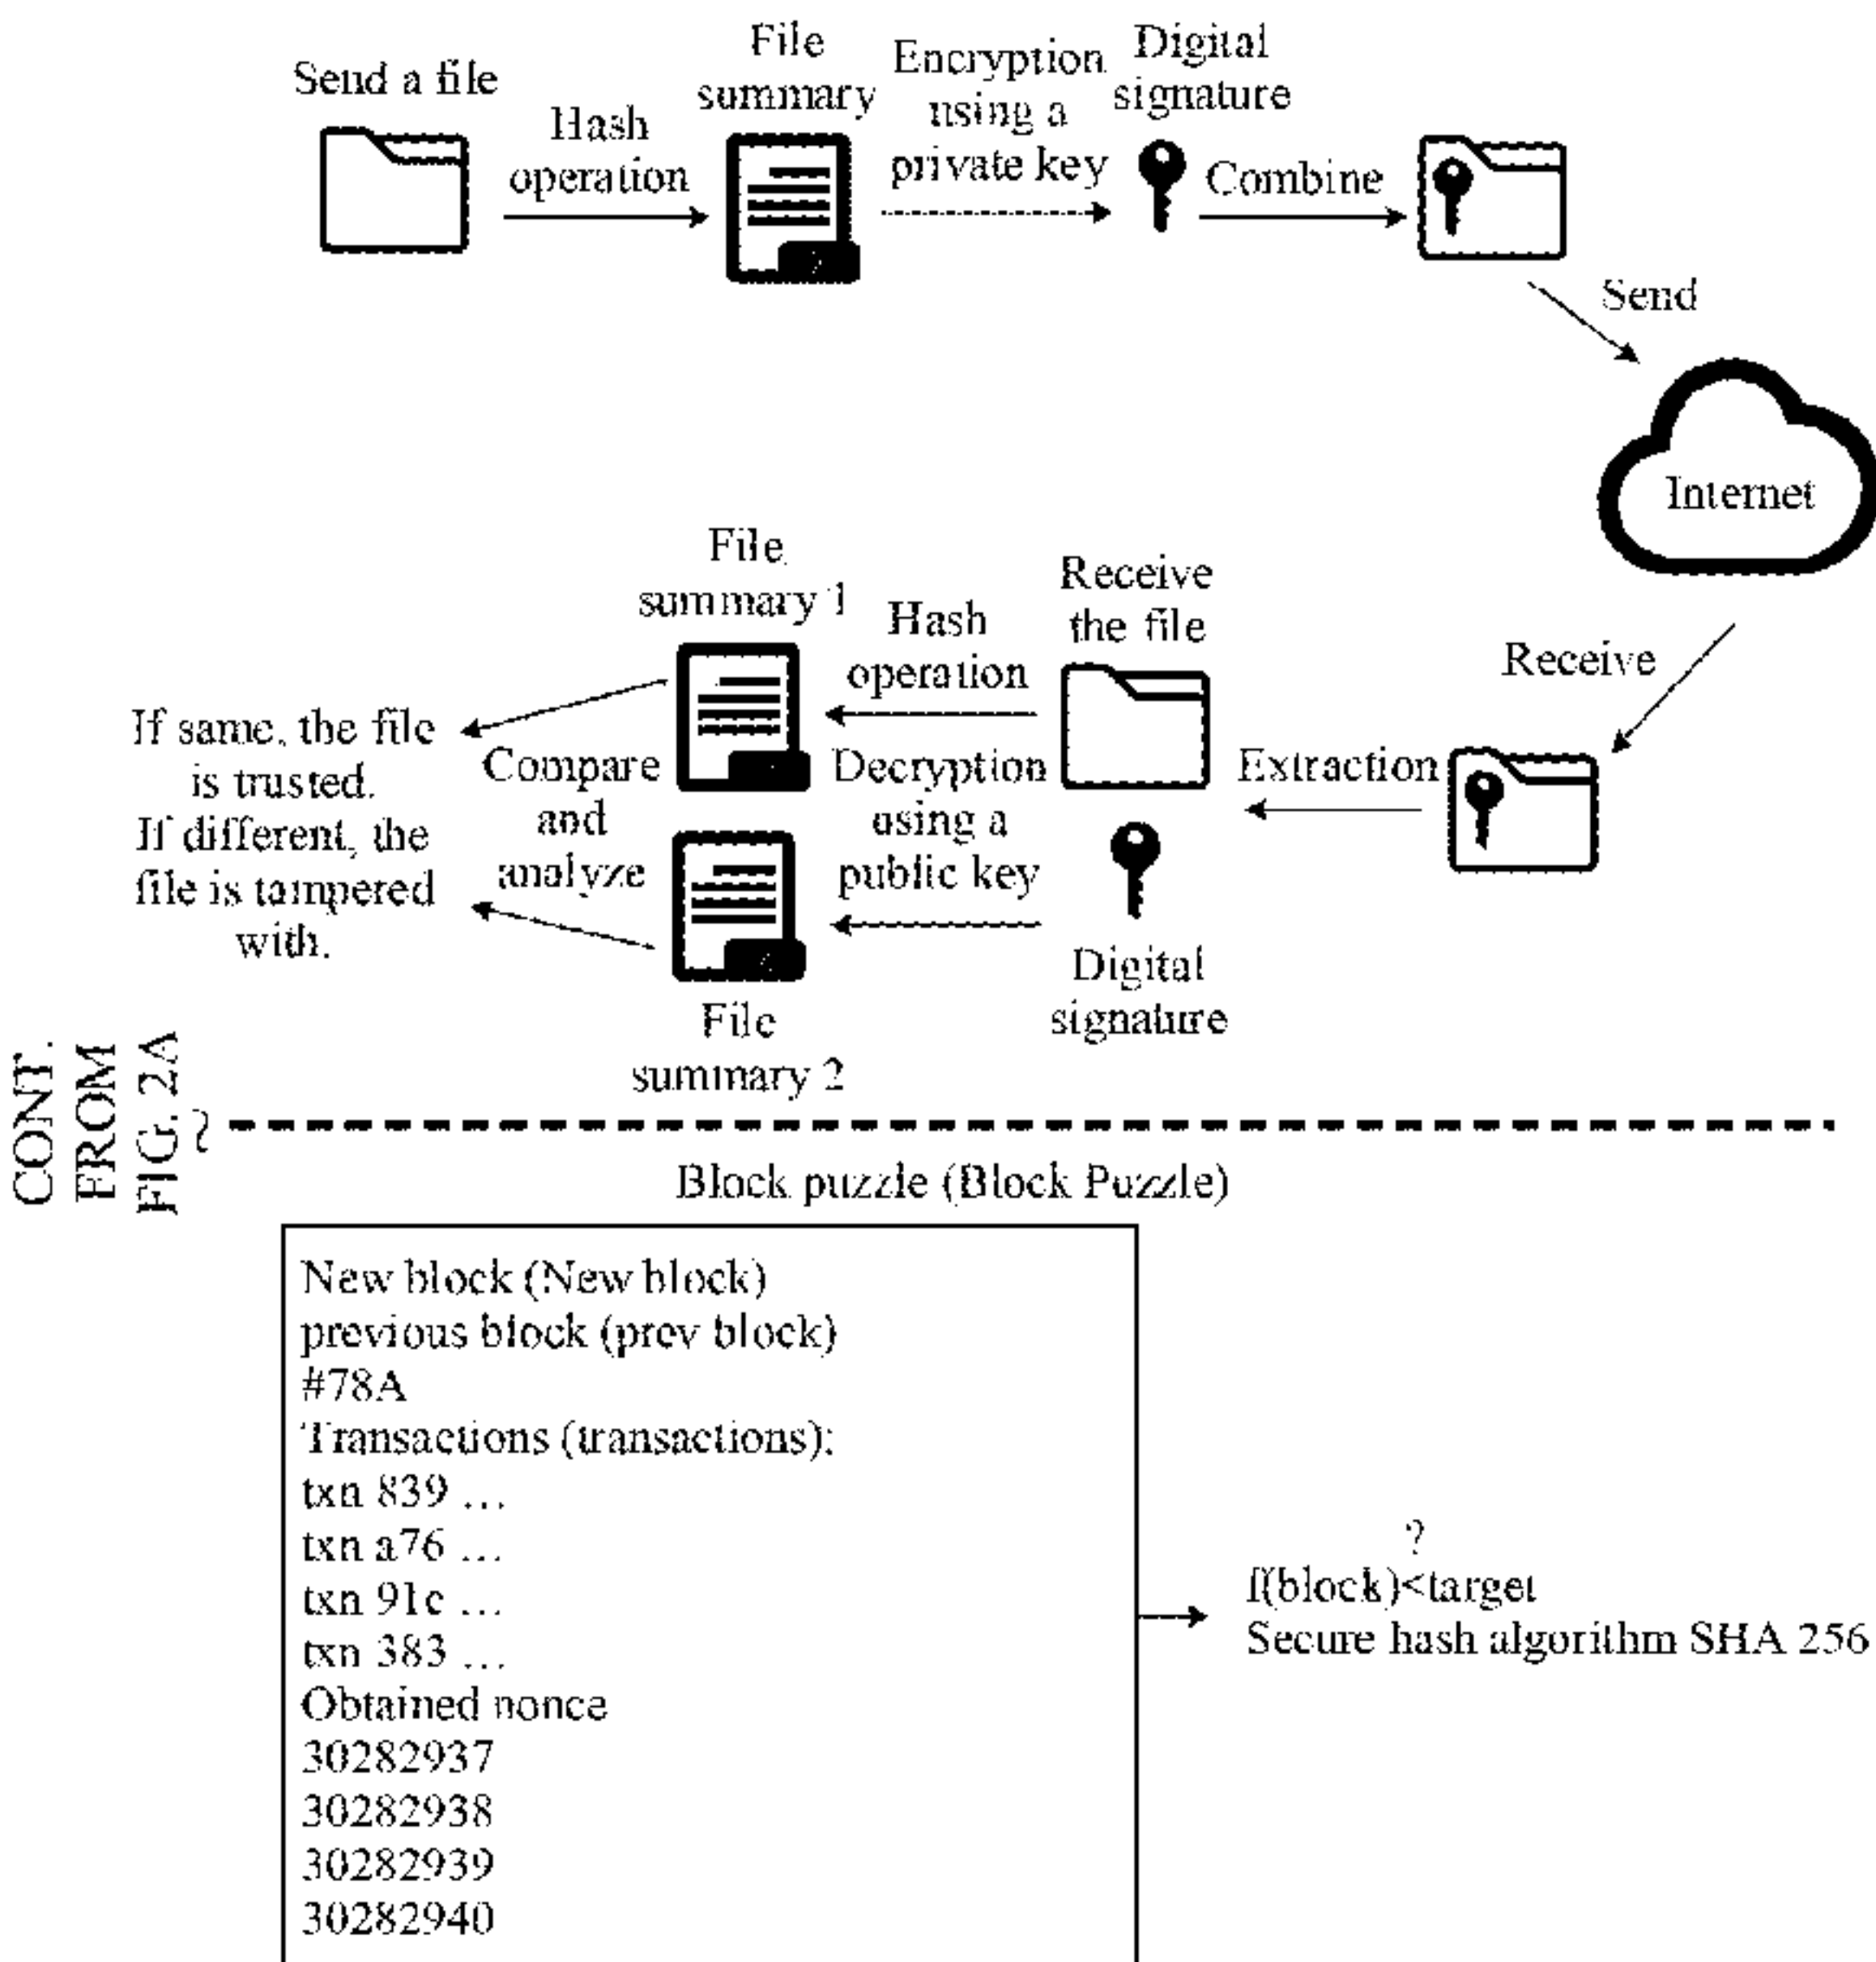 Send a file
Hash
operation
File
summary
Encryption
using a
private key
Digital
signature
Combine
Send
Internet
Receive
Extraction
Receive
the file
Digital
signature
Hash
operation
Decryption
using a
public key
File
summary 1
File
summary 2
Compare
and
analyze
If same, the file
is trusted.
If different, the
file is tampered
with.
CONT.
FROM
FIG. 2A
Block puzzle (Block Puzzle)
New block (New block)
previous block (prev block)
#78A
Transactions (transactions):
txn 839 ...
txn a76 ...
txn 91c ...
txn 383 ...
Obtained nonce
30282937
30282938
30282939
30282940
?
f(block)<target
Secure hash algorithm SHA 256